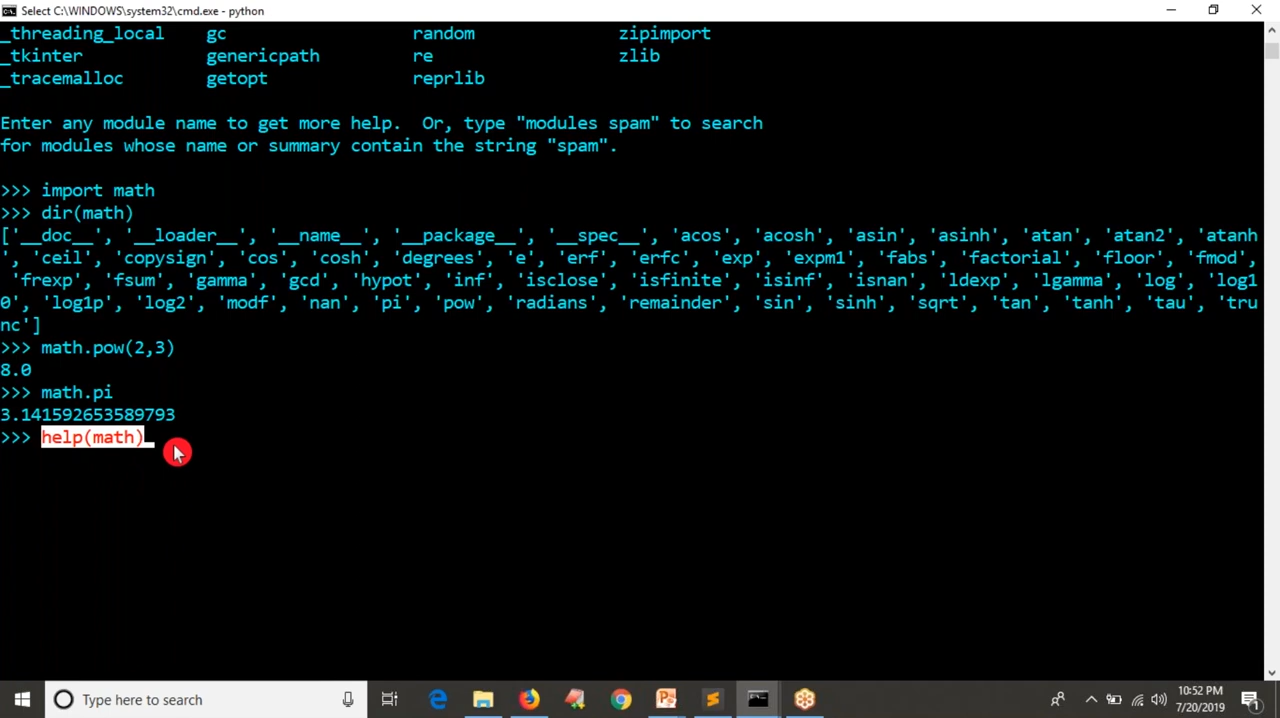 Select C:\WINDOWS\system32\cmd.exe - python
_threading_local gc random zipimport
_tkinter genericpath re zlib
_tracemalloc getopt reprlib
Enter any module name to get more help. Or, type "modules spam" to search
for modules whose name or summary contain the string "spam".
>>> import math
>>> dir(math)
['__doc__', '__loader__', '__name__', '__package__', '__spec__', 'acos', 'acosh', 'asin', 'asinh', 'atan', 'atan2', 'atanh
', 'ceil', 'copysign', 'cos', 'cosh', 'degrees', 'e', 'erf', 'erfc', 'exp', 'expm1', 'fabs', 'factorial', 'floor', 'fmod',
'frexp', 'fsum', 'gamma', 'gcd', 'hypot', 'inf', 'isclose', 'isfinite', 'isinf', 'isnan', 'ldexp', 'lgamma', 'log', 'log1
0', 'log1p', 'log2', 'modf', 'nan', 'pi', 'pow', 'radians', 'remainder', 'sin', 'sinh', 'sqrt', 'tan', 'tanh', 'tau', 'tru
nc']
>>> math.pow(2,3)
8.0
>>> math.pi
3.141592653589793
>>> help(math)
Type here to search
10:52 PM
7/20/2019
1